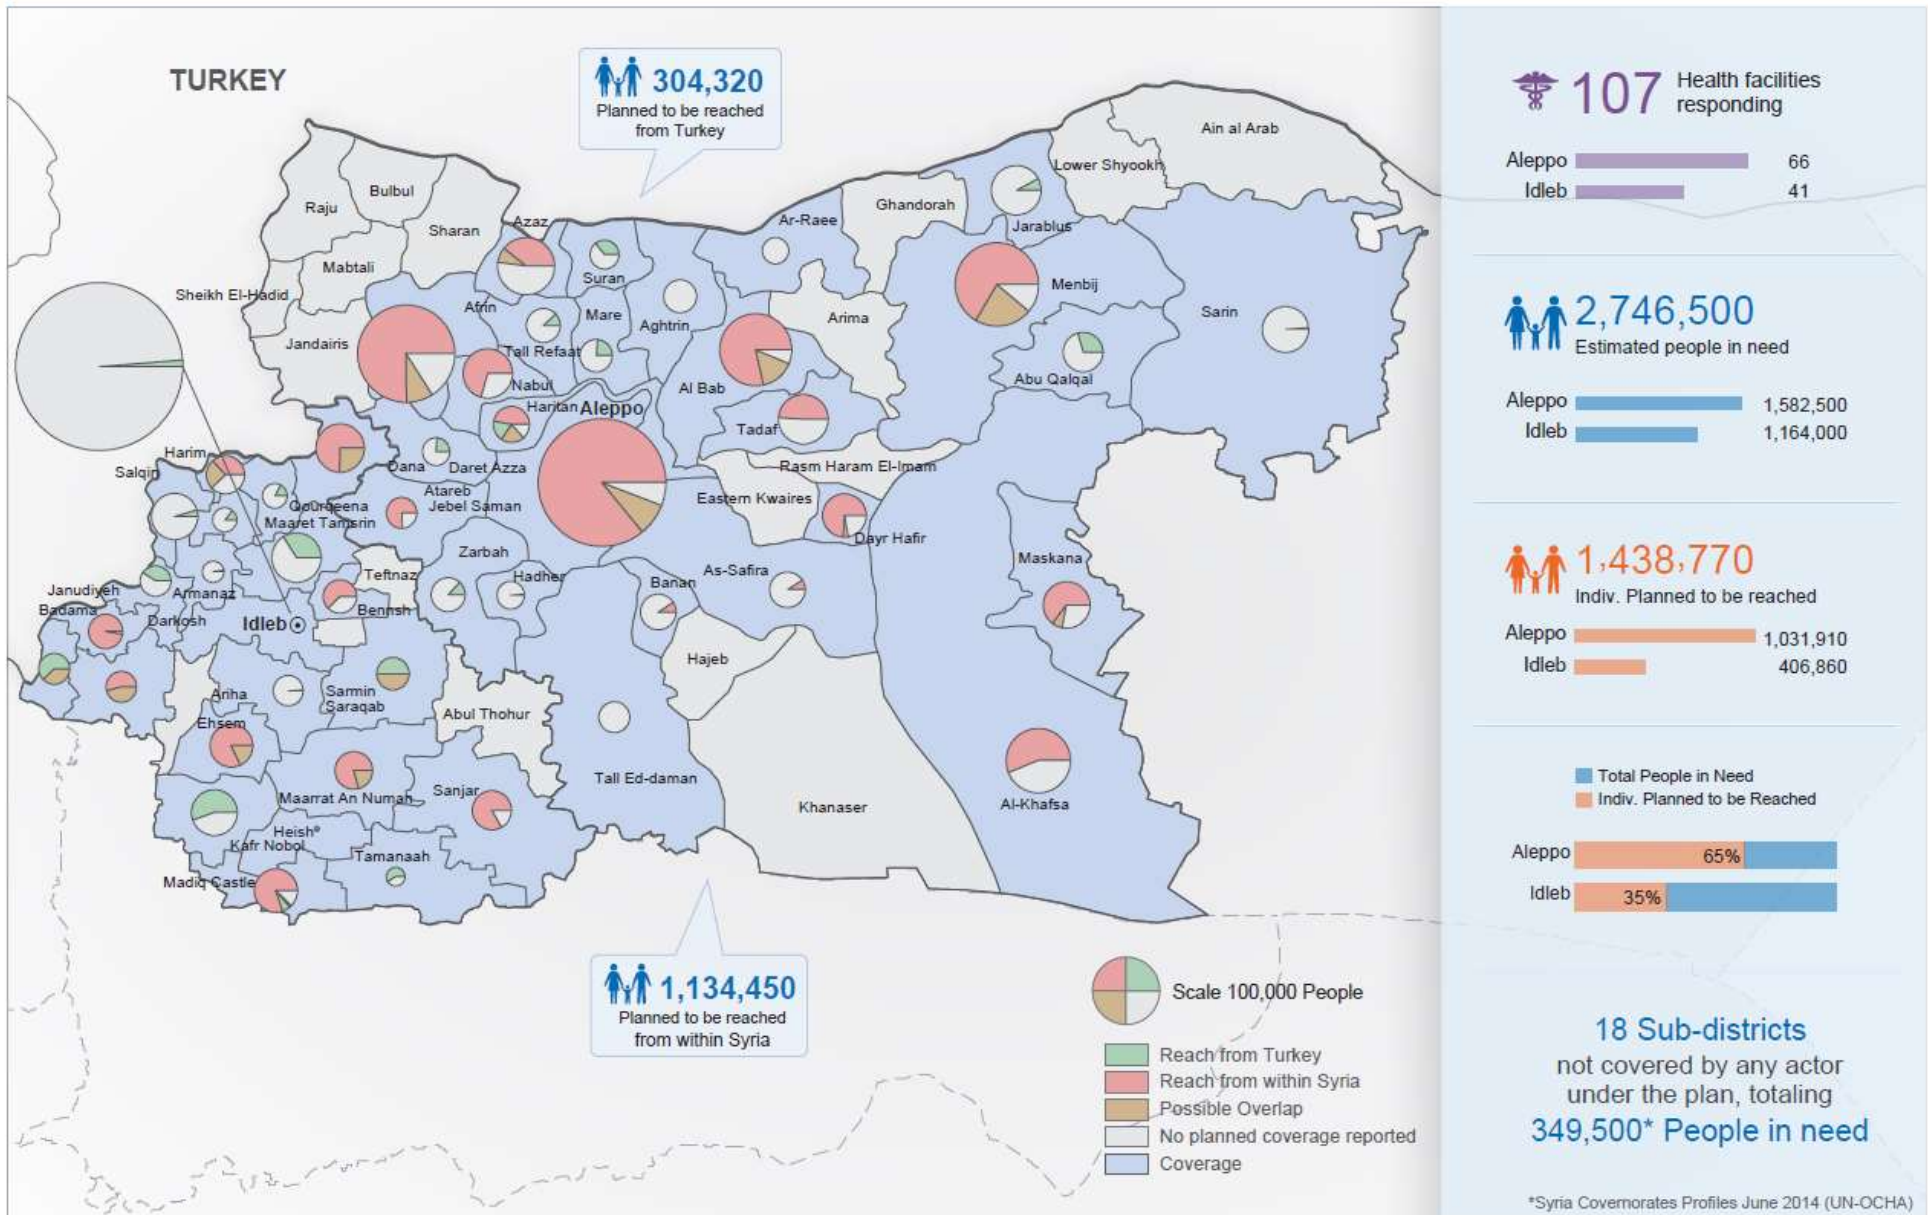 TURKEY
304,320
Planned to be reached
from Turkey
Ain al Arab
Lower Shyookh
Bulbul
Raju
Ghandorah
Ar-Raee
Azaz
Sharan
Jarablus
Mabtali
Suran
Menbij
Sheikh El-Hadid
Afrin
Mare
Aghtrin
Arima
Sarin
Jandairis
Tall Refaat
Nabul
Al Bab
Abu Qalqal
Haritan
Aleppo
Tadaf
Harim
Salqin
Dana
Daret Azza
Rasm Haram El-Imam
Atareb
Jebel Saman
Eastern Kwaires
Qourqeena
Maaret Tamsrin
Dayr Hafir
Zarbah
Maskana
Teftnaz
Hadher
As-Safira
Banan
Janudiyeh
Armanaz
Badama
Bennsh
Darkosh
Idleb
Hajeb
Ariha
Sarmin
Saraqab
Abul Thohur
Ehsem
Tall Ed-daman
Sanjar
Maarrat An Numan
Khanaser
Al-Khafsa
Heish*
Kafr Nobol
Tamanaah
Madiq Castle
1,134,450
Planned to be reached
from within Syria
Scale 100,000 People
Reach from Turkey
Reach from within Syria
Possible Overlap
No planned coverage reported
Coverage
107 Health facilities
responding
Aleppo 66
Idleb 41
2,746,500
Estimated people in need
Aleppo 1,582,500
Idleb 1,164,000
1,438,770
Indiv. Planned to be reached
Aleppo 1,031,910
Idleb 406,860
Total People in Need
Indiv. Planned to be Reached
Aleppo 65%
Idleb 35%
18 Sub-districts
not covered by any actor
under the plan, totaling
349,500* People in need
*Syria Covernorates Profiles June 2014 (UN-OCHA)